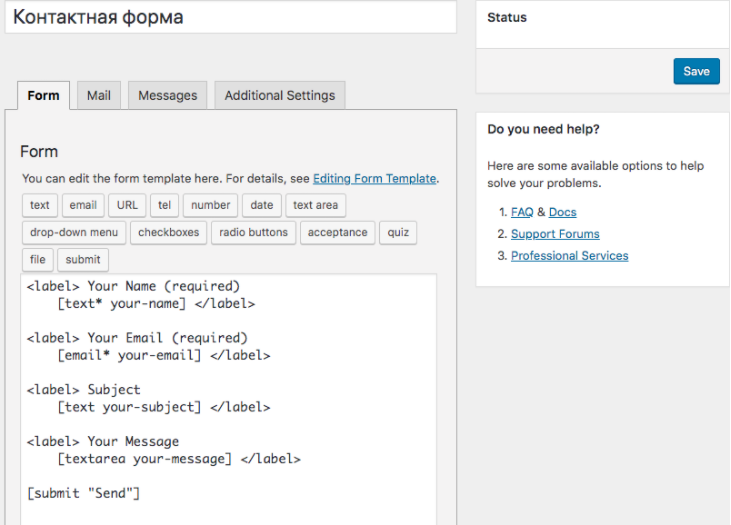 Контактная форма
Form
Mail
Messages
Additional Settings
Form
You can edit the form template here. For details, see Editing Form Template.
text
email
URL
tel
number
date
text area
drop-down menu
checkboxes
radio buttons
acceptance
quiz
file
submit
<label> Your Name (required)
[text* your-name] </label>
<label> Your Email (required)
[email* your-email] </label>
<label> Subject
[text your-subject] </label>
<label> Your Message
[textarea your-message] </label>
[submit "Send"]
Status
Save
Do you need help?
Here are some available options to help
solve your problems.
1. FAQ & Docs
2. Support Forums
3. Professional Services